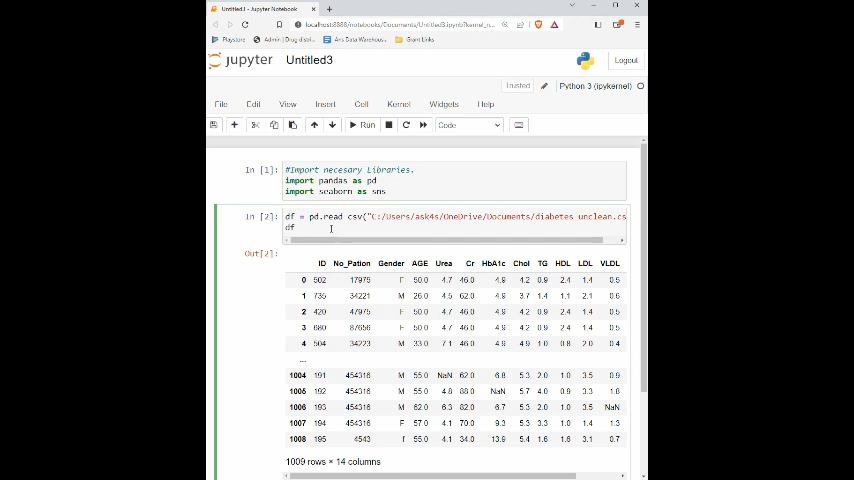 Untitled3 - Jupyter Notebook
localhost:8888/notebooks/Documents/Untitled3.ipynb?kernel_n...
Playstore Admin | Drug distri... Ans Data Warehous... Grant Links
jupyter Untitled3 Logout
Trusted Python 3 (ipykernel)
File Edit View Insert Cell Kernel Widgets Help
Run Code
In [1]: #Import necesary Libraries.
import pandas as pd
import seaborn as sns
In [2]: df = pd.read csv("C:/Users/ask4s/OneDrive/Documents/diabetes unclean.cs
df
Out[2]:
ID No_Pation Gender AGE Urea Cr HbA1c Chol TG HDL LDL VLDL
0 502 17975 F 50.0 4.7 46.0 4.9 4.2 0.9 2.4 1.4 0.5
1 735 34221 M 26.0 4.5 62.0 4.9 3.7 1.4 1.1 2.1 0.6
2 420 47975 F 50.0 4.7 46.0 4.9 4.2 0.9 2.4 1.4 0.5
3 680 87656 F 50.0 4.7 46.0 4.9 4.2 0.9 2.4 1.4 0.5
4 504 34223 M 33.0 7.1 46.0 4.9 4.9 1.0 0.8 2.0 0.4
...
1004 191 454316 M 55.0 NaN 62.0 6.8 5.3 2.0 1.0 3.5 0.9
1005 192 454316 M 55.0 4.8 88.0 NaN 5.7 4.0 0.9 3.3 1.8
1006 193 454316 M 62.0 6.3 82.0 6.7 5.3 2.0 1.0 3.5 NaN
1007 194 454316 F 57.0 4.1 70.0 9.3 5.3 3.3 1.0 1.4 1.3
1008 195 4543 f 55.0 4.1 34.0 13.9 5.4 1.6 1.6 3.1 0.7
1009 rows × 14 columns